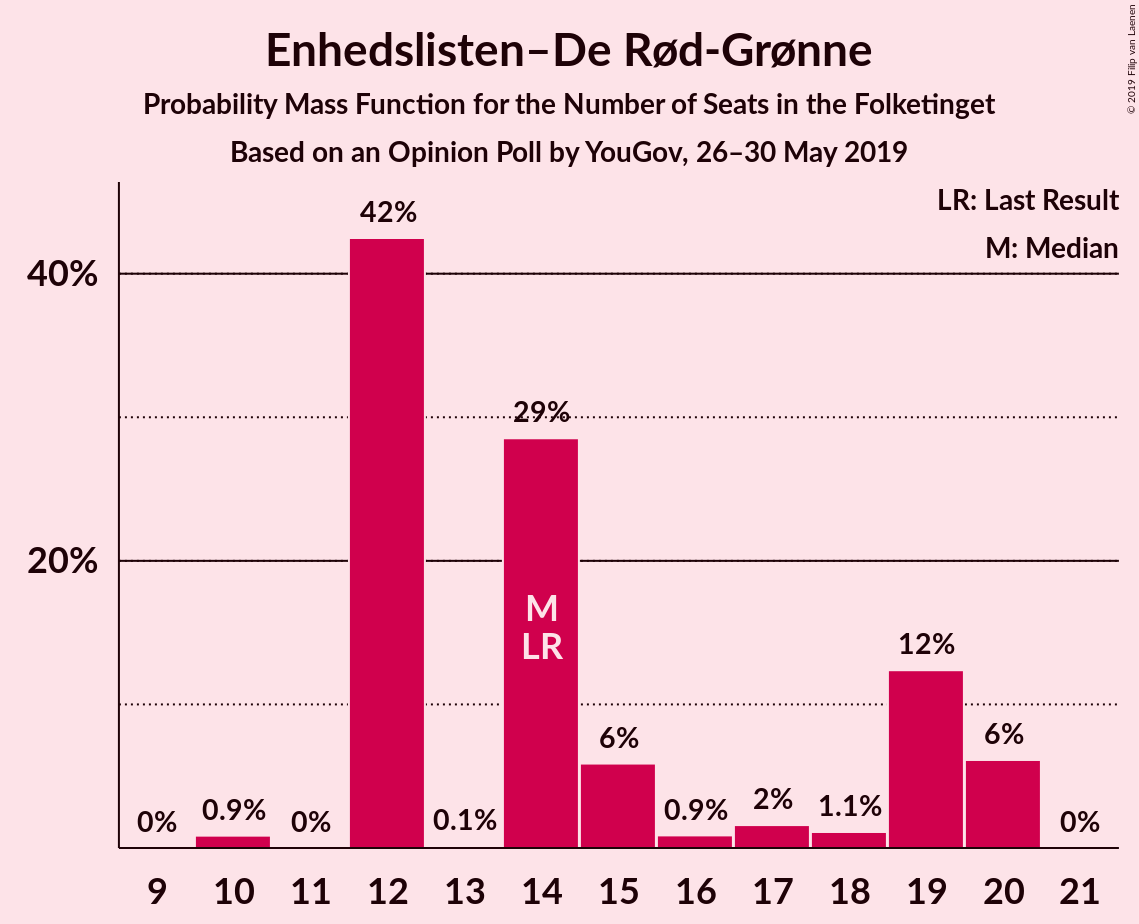 Enhedslisten–De Rød-Grønne
Probability Mass Function for the Number of Seats in the Folketinget
Based on an Opinion Poll by YouGov, 26–30 May 2019
© 2019 Filip van Laenen
LR: Last Result
M: Median
40%
20%
0%
0.9%
0%
42%
0.1%
29%
6%
0.9%
2%
1.1%
12%
6%
0%
M
LR
9 10 11 12 13 14 15 16 17 18 19 20 21